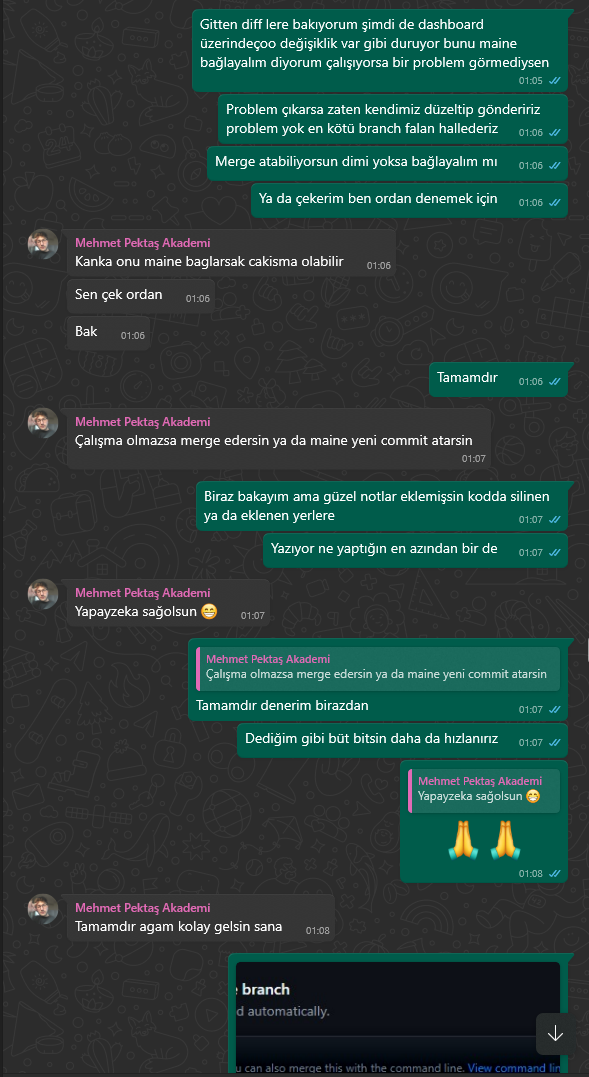 Gitten diff lere bakıyorum şimdi de dashboard
üzerindeçoo değişiklik var gibi duruyor bunu maine
bağlayalım diyorum çalışıyorsa bir problem görmediysen
01:05
Problem çıkarsa zaten kendimiz düzeltip göndeririz
problem yok en kötü branch falan hallederiz
01:06
Merge atabiliyorsun dimi yoksa bağlayalım mı
01:06
Ya da çekerim ben ordan denemek için
01:06
Mehmet Pektaş Akademi
Kanka onu maine baglarsak cakisma olabilir
01:06
Sen çek ordan
01:06
Bak
01:06
Tamamdır
01:06
Mehmet Pektaş Akademi
Çalışma olmazsa merge edersin ya da maine yeni commit atarsin
01:07
Biraz bakayım ama güzel notlar eklemişsin kodda silinen
ya da eklenen yerlere
01:07
Yazıyor ne yaptığın en azından bir de
01:07
Mehmet Pektaş Akademi
Yapayzeka sağolsun 😁
01:07
Mehmet Pektaş Akademi
Çalışma olmazsa merge edersin ya da maine yeni commit atarsin
Tamamdır denerim birazdan
01:07
Dediğim gibi büt bitsin daha da hızlanırız
01:07
Mehmet Pektaş Akademi
Yapayzeka sağolsun 😁
🙏 🙏
01:08
Mehmet Pektaş Akademi
Tamamdır agam kolay gelsin sana
01:08
branch
d automatically.
can also merge this with the command line. View command lin